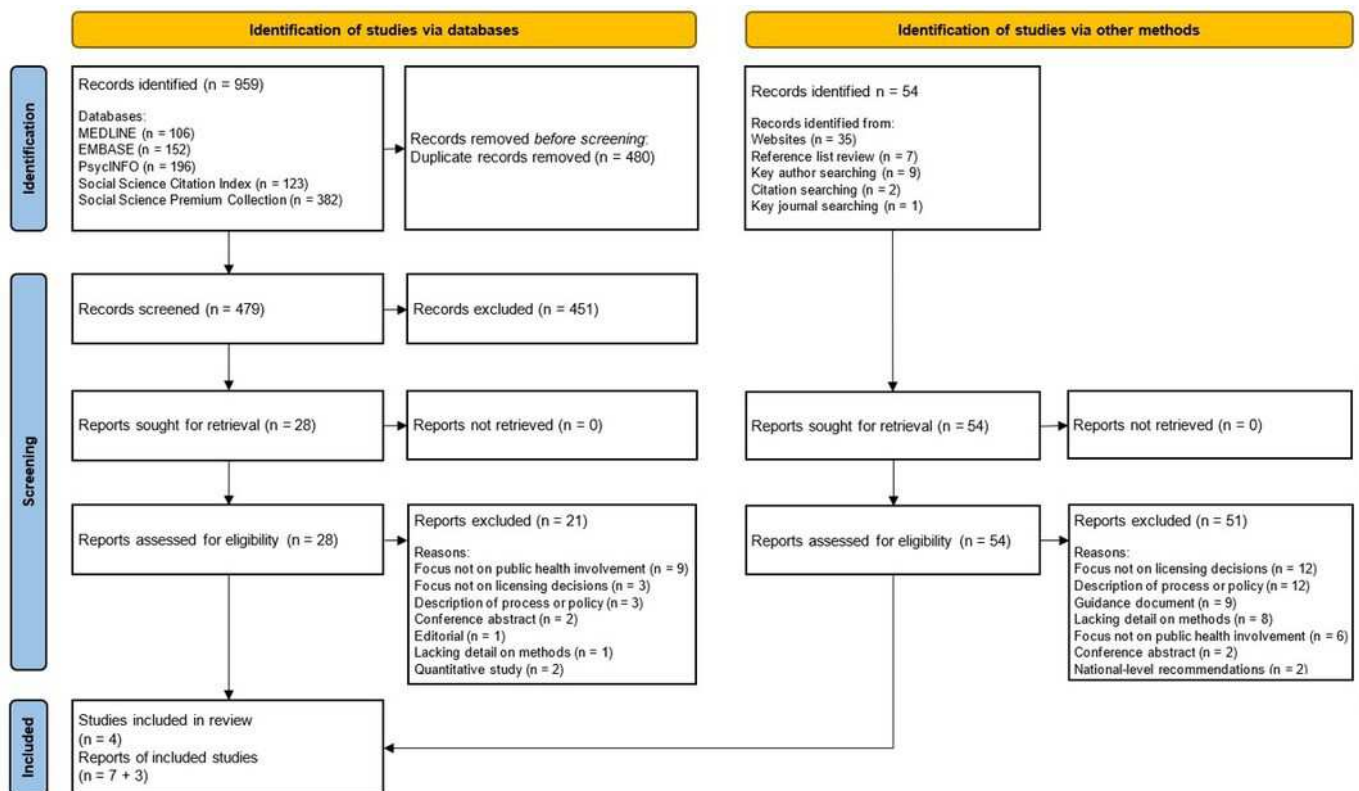 Identification of studies via databases
Identification of studies via other methods
Identification
Records identified (n = 959)
Databases:
MEDLINE (n = 106)
EMBASE (n = 152)
PsycINFO (n = 196)
Social Science Citation Index (n = 123)
Social Science Premium Collection (n = 382)
Records removed before screening:
Duplicate records removed (n = 480)
Records identified n = 54
Records identified from:
Websites (n = 35)
Reference list review (n = 7)
Key author searching (n = 9)
Citation searching (n = 2)
Key journal searching (n = 1)
Screening
Records screened (n = 479)
Records excluded (n = 451)
Reports sought for retrieval (n = 28)
Reports not retrieved (n = 0)
Reports sought for retrieval (n = 54)
Reports not retrieved (n = 0)
Reports assessed for eligibility (n = 28)
Reports excluded (n = 21)
Reasons:
Focus not on public health involvement (n = 9)
Focus not on licensing decisions (n = 3)
Description of process or policy (n = 3)
Conference abstract (n = 2)
Editorial (n = 1)
Lacking detail on methods (n = 1)
Quantitative study (n = 2)
Reports assessed for eligibility (n = 54)
Reports excluded (n = 51)
Reasons:
Focus not on licensing decisions (n = 12)
Description of process or policy (n = 12)
Guidance document (n = 9)
Lacking detail on methods (n = 8)
Focus not on public health involvement (n = 6)
Conference abstract (n = 2)
National-level recommendations (n = 2)
Included
Studies included in review
(n = 4)
Reports of included studies
(n = 7 + 3)